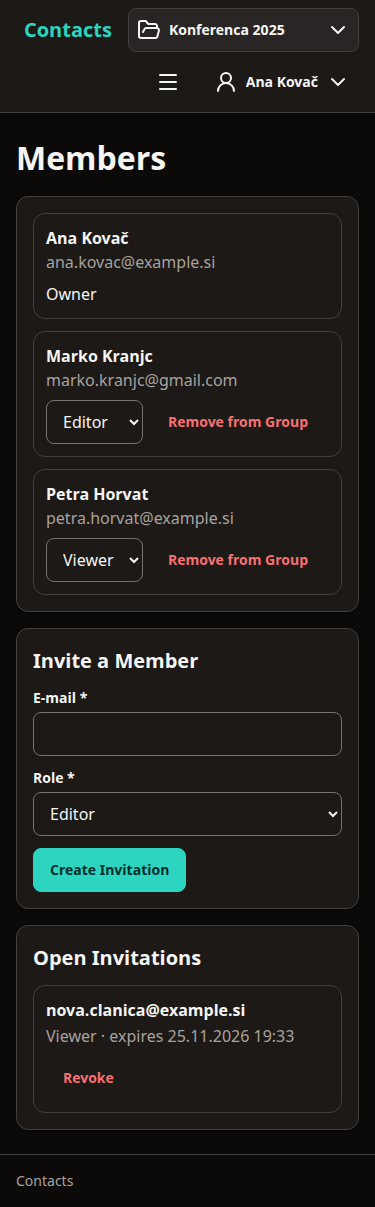 Contacts
Konferenca 2025
Ana Kovač
Members
Ana Kovač
ana.kovac@example.si
Owner
Marko Kranjc
marko.kranjc@gmail.com
Editor
Remove from Group
Petra Horvat
petra.horvat@example.si
Viewer
Remove from Group
Invite a Member
E-mail *
Role *
Editor
Create Invitation
Open Invitations
nova.clanica@example.si
Viewer · expires 25.11.2026 19:33
Revoke
Contacts